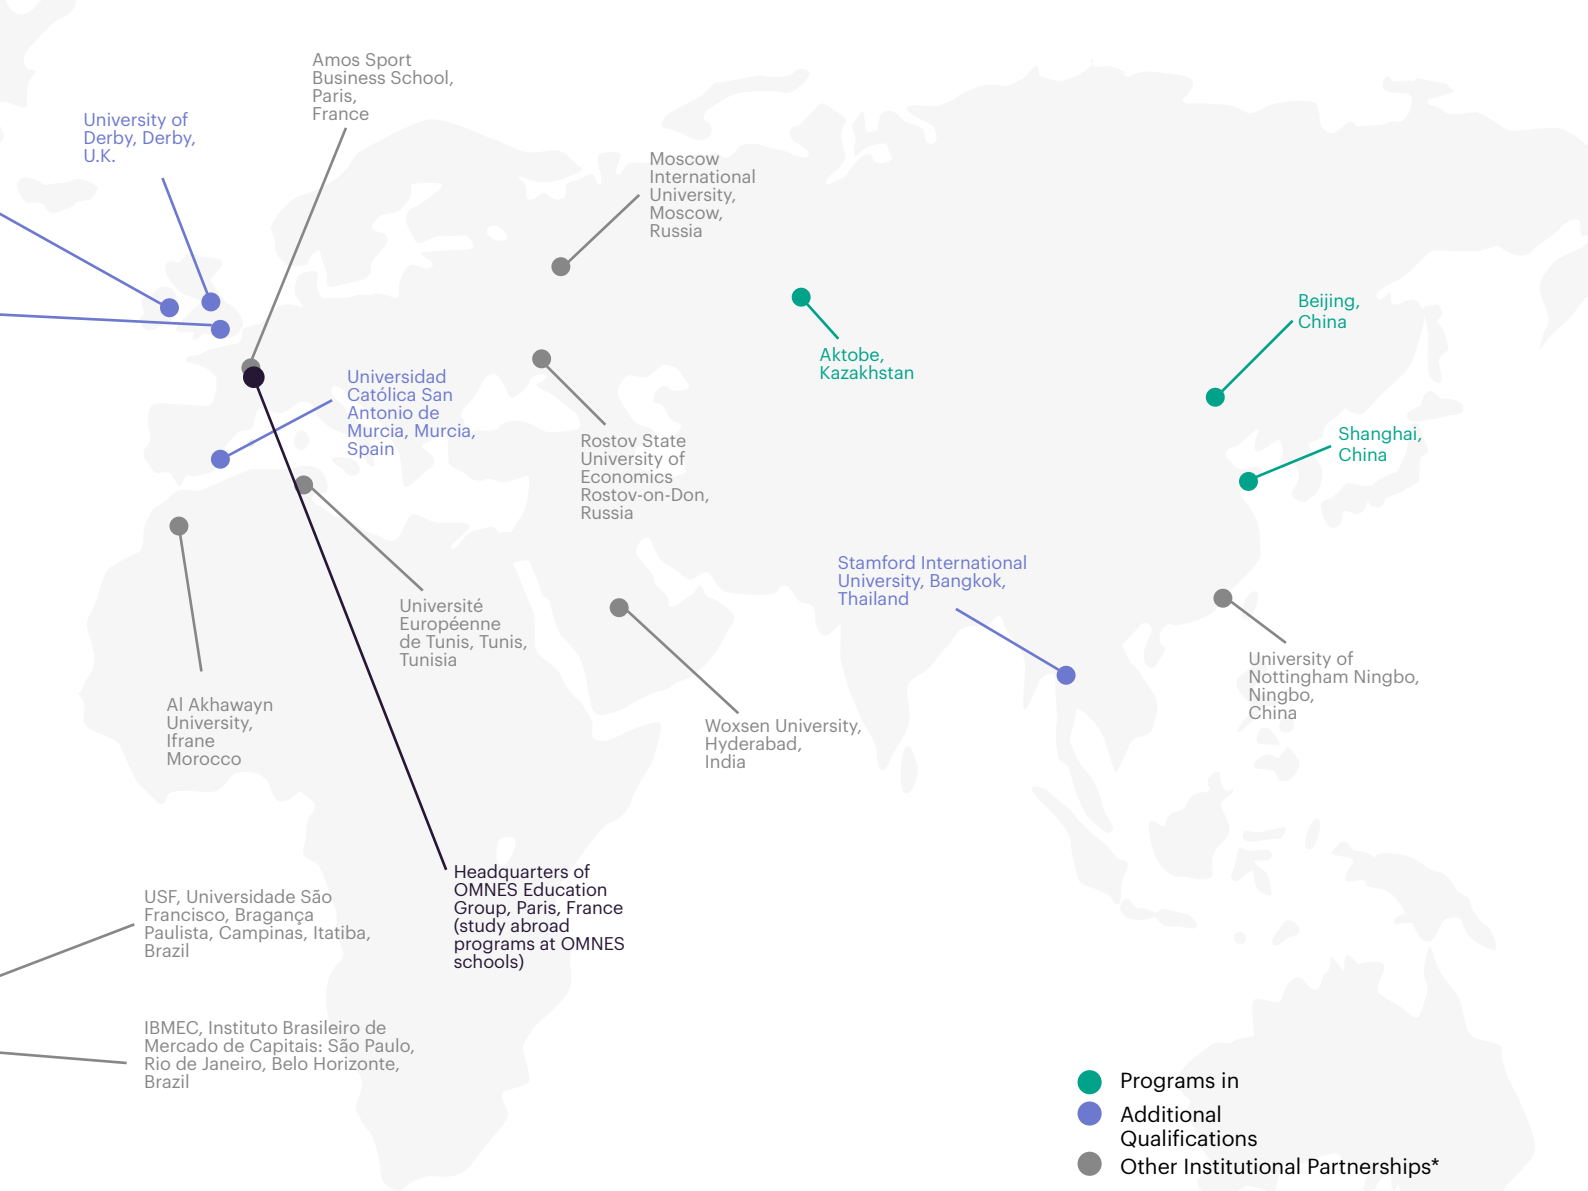 Amos Sport
Business School,
Paris,
France
University of
Derby, Derby,
U.K.
Moscow
International
University,
Moscow,
Russia
Beijing,
China
Aktobe,
Kazakhstan
Universidad
Católica San
Antonio de
Murcia, Murcia,
Spain
Rostov State
University of
Economics
Rostov-on-Don,
Russia
Shanghai,
China
Stamford International
University, Bangkok,
Thailand
Université
Européenne
de Tunis, Tunis,
Tunisia
University of
Nottingham Ningbo,
Ningbo,
China
Al Akhawayn
University,
Ifrane
Morocco
Woxsen University,
Hyderabad,
India
Headquarters of
OMNES Education
Group, Paris, France
(study abroad
programs at OMNES
schools)
USF, Universidade São
Francisco, Bragança
Paulista, Campinas, Itatiba,
Brazil
IBMEC, Instituto Brasileiro de
Mercado de Capitais: São Paulo,
Rio de Janeiro, Belo Horizonte,
Brazil
Programs in
Additional
Qualifications
Other Institutional Partnerships*